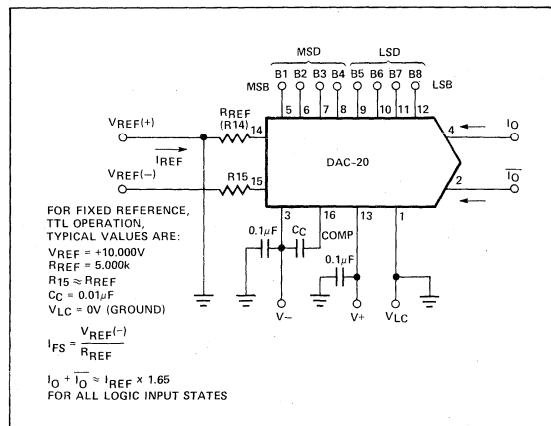 MSD LSD
B1 B2 B3 B4 B5 B6 B7 B8
MSB LSB
5 6 7 8 9 10 11 12
VREF(+) RREF (R14) 14 4 IO
IREF
DAC-20
VREF(-) R15 15 2 IO
3 16 13 1
FOR FIXED REFERENCE,
TTL OPERATION,
TYPICAL VALUES ARE:
VREF = +10.000V
RREF = 5.000k
R15 ≈ RREF
CC = 0.01μF
VLC = 0V (GROUND)
0.1μF CC COMP
0.1μF
V- V+ VLC
IFS = VREF(-) / RREF
IO + IO ≈ IREF x 1.65
FOR ALL LOGIC INPUT STATES